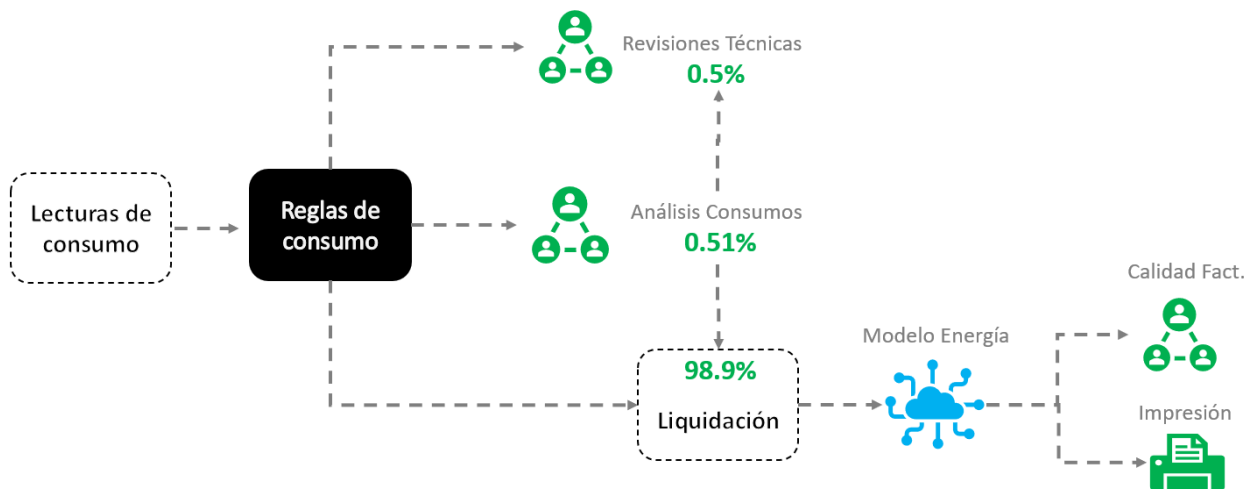 Revisiones Técnicas
0.5%
Lecturas de
consumo
Reglas de
consumo
Análisis Consumos
0.51%
98.9%
Liquidación
Modelo Energía
Calidad Fact.
Impresión